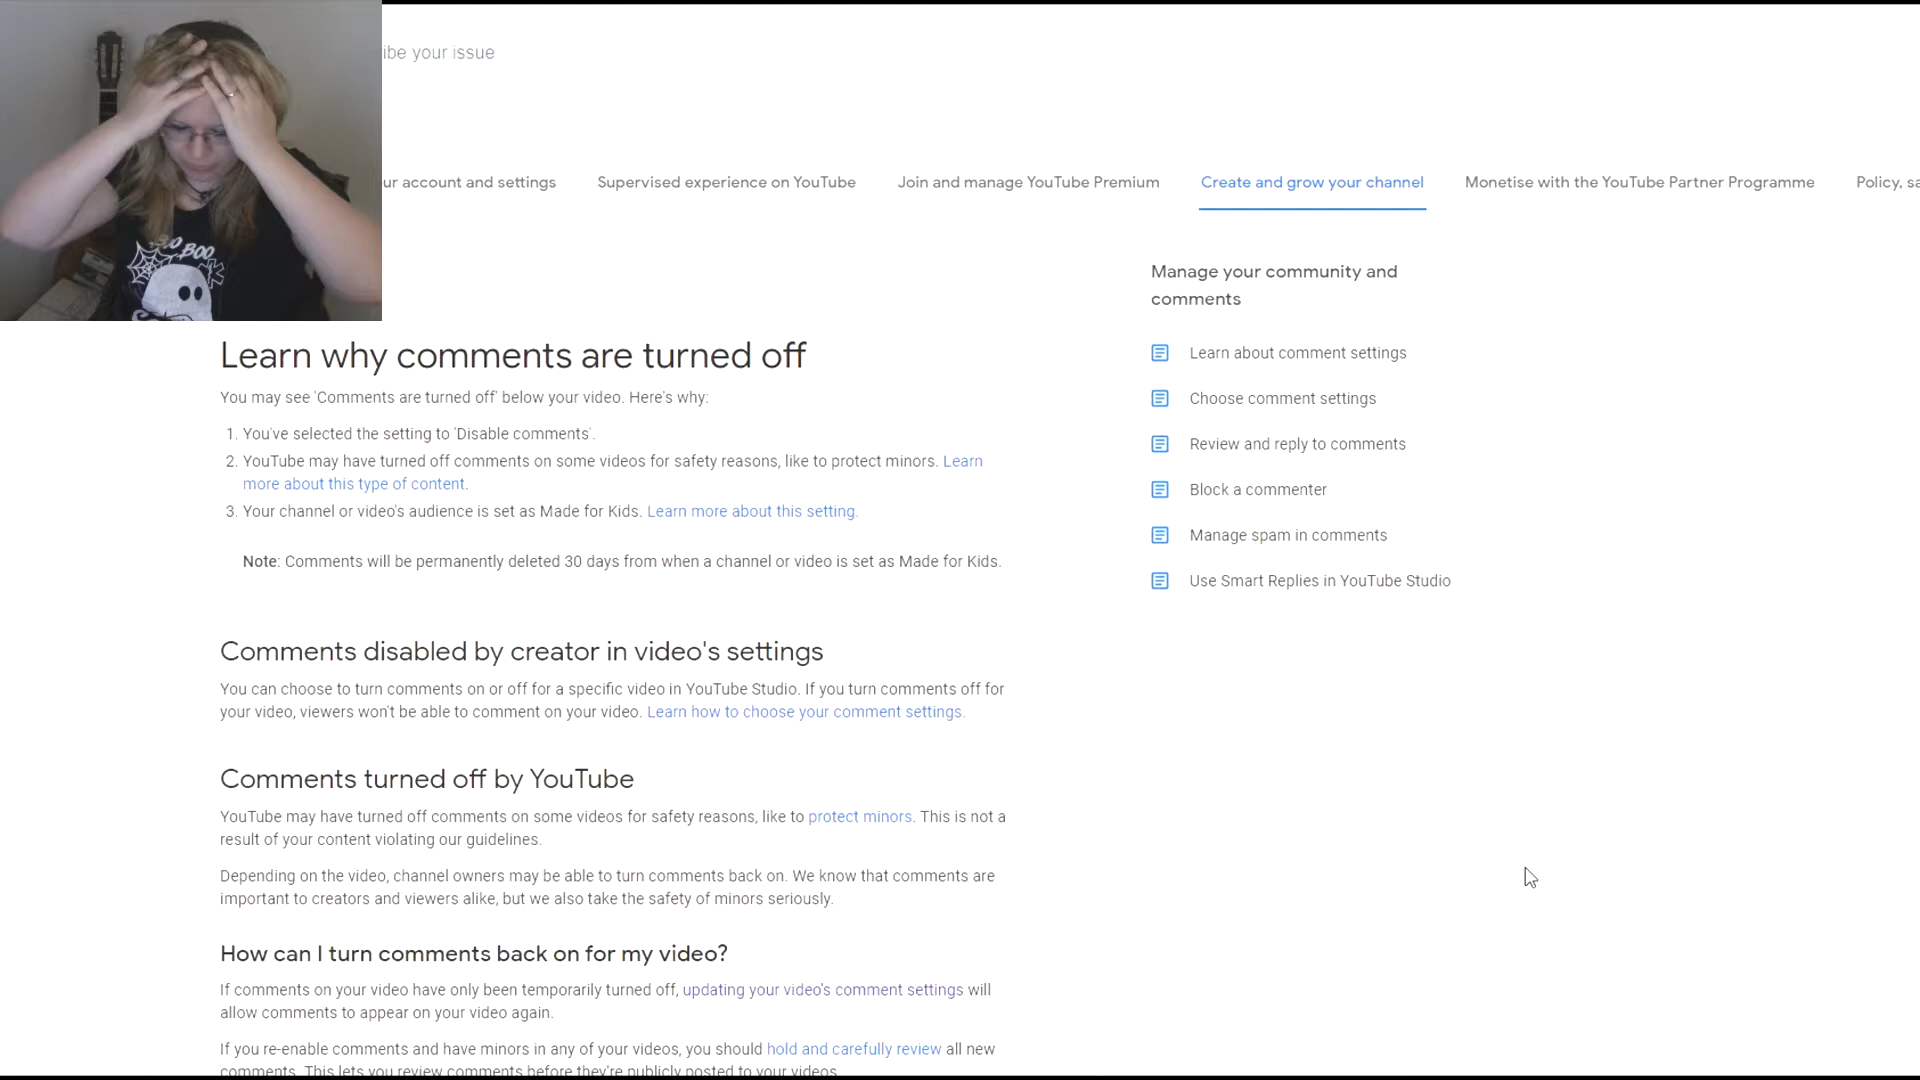 ibe your issue
ur account and settings
Supervised experience on YouTube
Join and manage YouTube Premium
Create and grow your channel
Monetise with the YouTube Partner Programme
Policy, sa
BOO
Manage your community and
comments
Learn about comment settings
Choose comment settings
Review and reply to comments
Block a commenter
Manage spam in comments
Use Smart Replies in YouTube Studio
Learn why comments are turned off
You may see 'Comments are turned off' below your video. Here's why:
1. You've selected the setting to 'Disable comments'.
2. YouTube may have turned off comments on some videos for safety reasons, like to protect minors. Learn
more about this type of content.
3. Your channel or video's audience is set as Made for Kids. Learn more about this setting.
Note: Comments will be permanently deleted 30 days from when a channel or video is set as Made for Kids.
Comments disabled by creator in video's settings
You can choose to turn comments on or off for a specific video in YouTube Studio. If you turn comments off for
your video, viewers won't be able to comment on your video. Learn how to choose your comment settings.
Comments turned off by YouTube
YouTube may have turned off comments on some videos for safety reasons, like to protect minors. This is not a
result of your content violating our guidelines.
Depending on the video, channel owners may be able to turn comments back on. We know that comments are
important to creators and viewers alike, but we also take the safety of minors seriously.
How can I turn comments back on for my video?
If comments on your video have only been temporarily turned off, updating your video's comment settings will
allow comments to appear on your video again.
If you re-enable comments and have minors in any of your videos, you should hold and carefully review all new
comments. This lets you review comments before they're publicly posted to your videos.